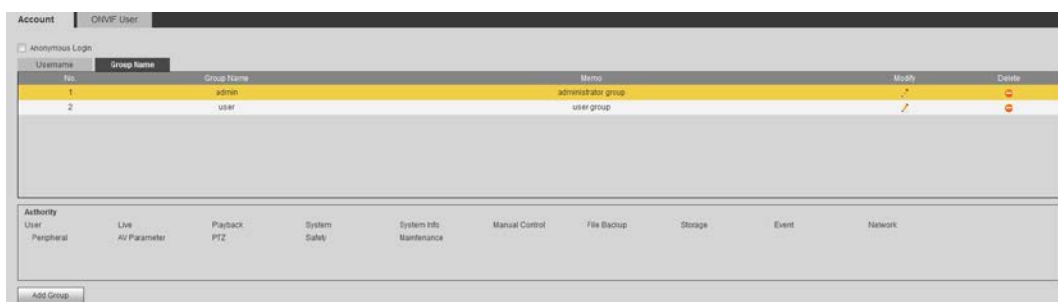 Account ONVIF User
Anonymous Login
Username Group Name
No. Group Name Memo Modify Delete
1 admin administrator group
2 user user group
Authority
User Live Playback System System Info Manual Control File Backup Storage Event Network
Peripheral AV Parameter PTZ Safety Maintenance
Add Group